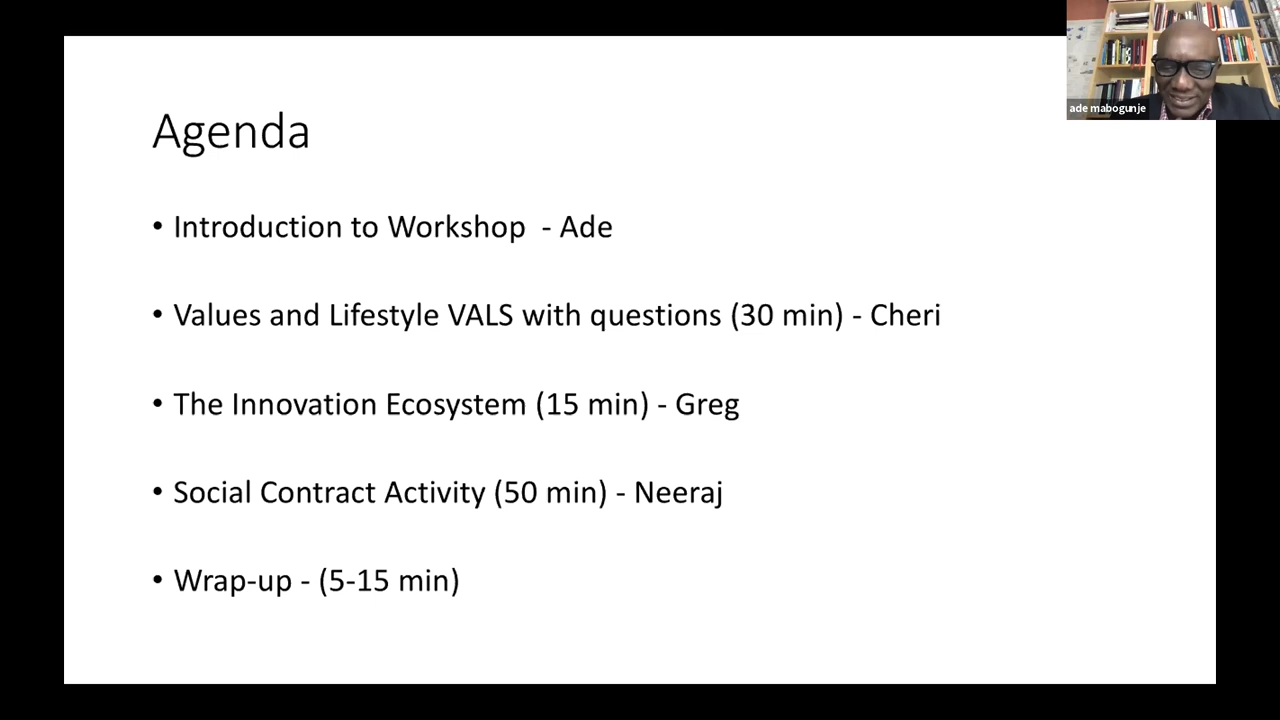 Agenda
• Introduction to Workshop  - Ade
• Values and Lifestyle VALS with questions (30 min) - Cheri
• The Innovation Ecosystem (15 min) - Greg
• Social Contract Activity (50 min) - Neeraj
• Wrap-up - (5-15 min)
ade mabogunje